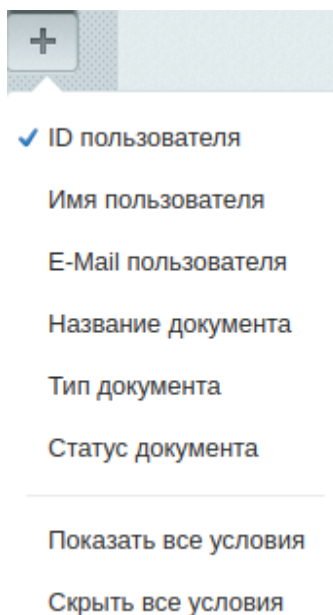 ID пользователя
Имя пользователя
E-Mail пользователя
Название документа
Тип документа
Статус документа
Показать все условия
Скрыть все условия